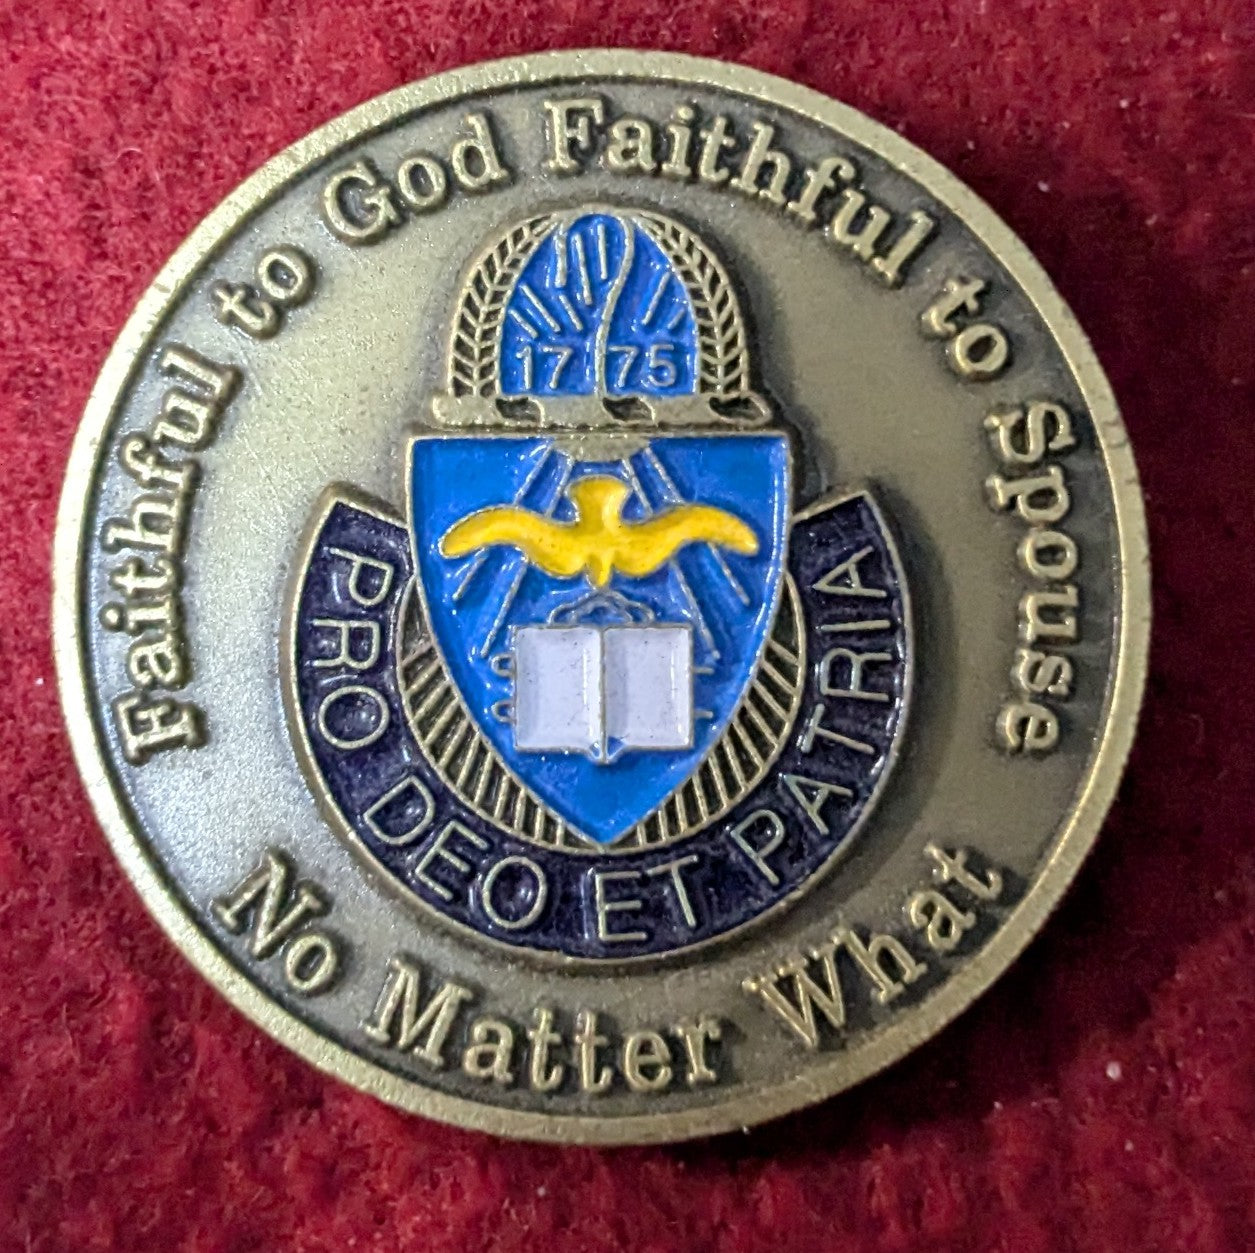 Faithful to God Faithful to Spouse
1775
PRO DEO ET PATRIA
No Matter What